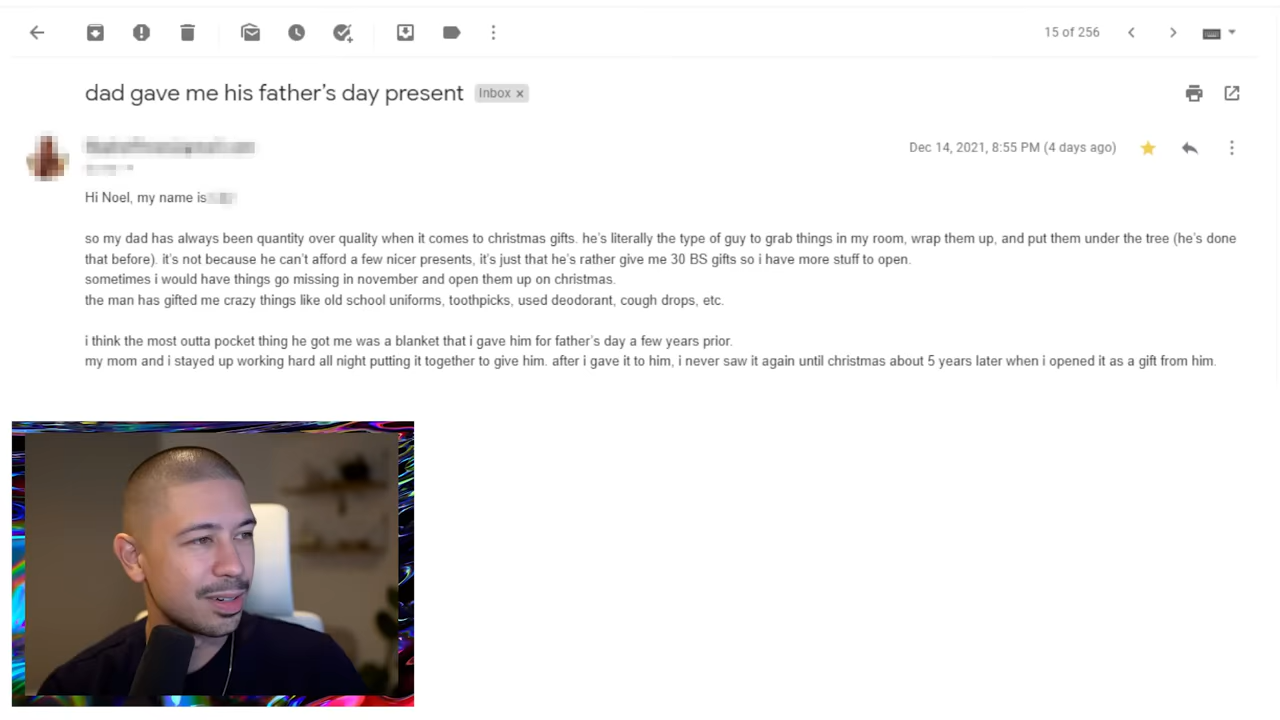 15 of 256
dad gave me his father's day present Inbox ×
Dec 14, 2021, 8:55 PM (4 days ago)
Hi Noel, my name is
so my dad has always been quantity over quality when it comes to christmas gifts. he's literally the type of guy to grab things in my room, wrap them up, and put them under the tree (he's done
that before). it's not because he can't afford a few nicer presents, it's just that he's rather give me 30 BS gifts so i have more stuff to open.
sometimes i would have things go missing in november and open them up on christmas.
the man has gifted me crazy things like old school uniforms, toothpicks, used deodorant, cough drops, etc.
i think the most outta pocket thing he got me was a blanket that i gave him for father's day a few years prior.
my mom and i stayed up working hard all night putting it together to give him. after i gave it to him, i never saw it again until christmas about 5 years later when i opened it as a gift from him.